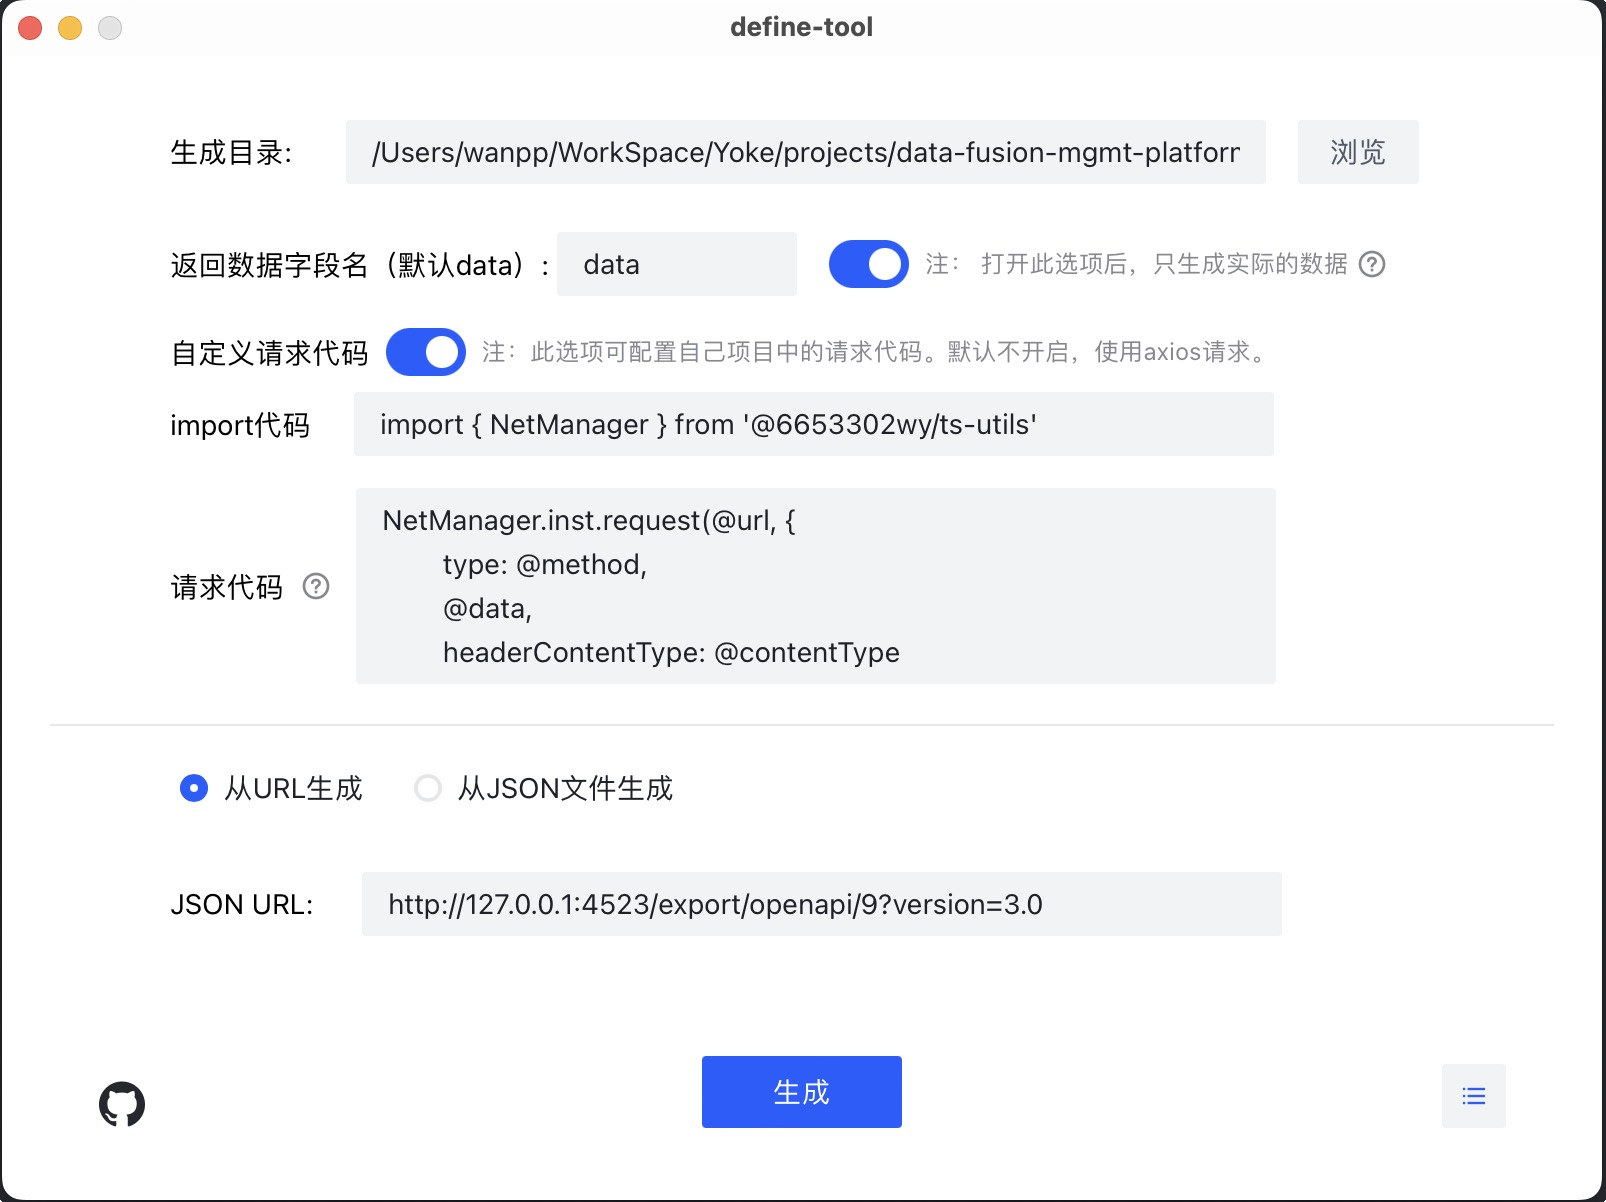 define-tool
生成目录:
/Users/wanpp/WorkSpace/Yoke/projects/data-fusion-mgmt-platforr
浏览
返回数据字段名（默认data）:
data
注： 打开此选项后，只生成实际的数据
自定义请求代码
注：此选项可配置自己项目中的请求代码。默认不开启，使用axios请求。
import代码
import { NetManager } from '@6653302wy/ts-utils'
请求代码
NetManager.inst.request(@url, {
type: @method,
@data,
headerContentType: @contentType
从URL生成
从JSON文件生成
JSON URL:
http://127.0.0.1:4523/export/openapi/9?version=3.0
生成